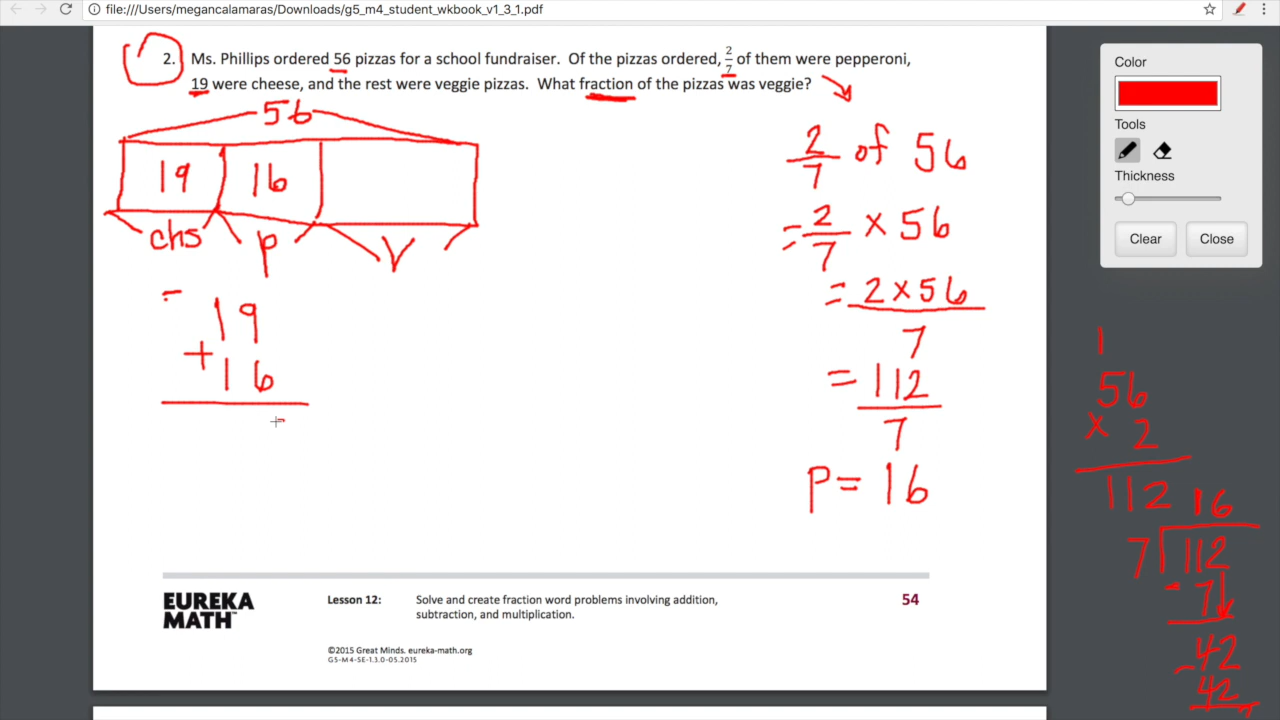 file:///Users/megancalamaras/Downloads/g5_m4_student_wkbook_v1_3_1.pdf
2. Ms. Phillips ordered 56 pizzas for a school fundraiser. Of the pizzas ordered, 2/7 of them were pepperoni,
19 were cheese, and the rest were veggie pizzas. What fraction of the pizzas was veggie?
56
19 16
chs p V
19
+ 16
2/7 of 56
= 2/7 x 56
= 2 x 56
7
= 112
7
P = 16
Color
Tools
Thickness
Clear Close
1
56
x 2
112
16
7 112
- 7
42
- 42
EUREKA
MATH™
Lesson 12: Solve and create fraction word problems involving addition,
subtraction, and multiplication.
54
©2015 Great Minds. eureka-math.org
G5-M4-SE-1.3.0-05.2015